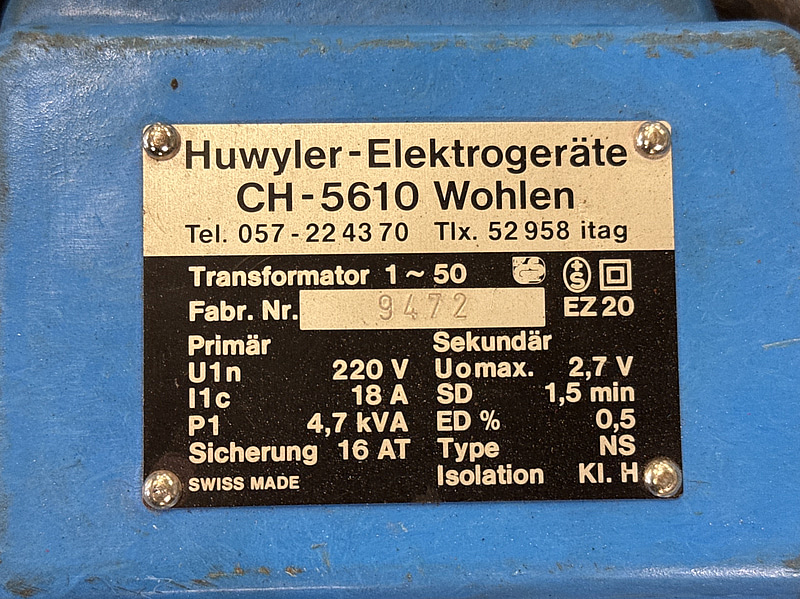 Huwyler-Elektrogeräte
CH-5610 Wohlen
Tel. 057-22 43 70 Tlx. 52 958 itag
Transformator 1 ~ 50
Fabr. Nr. 9472 EZ 20
Primär Sekundär
U1n 220 V Uomax. 2,7 V
I1c 18 A SD 1,5 min
P1 4,7 kVA ED % 0,5
Sicherung 16 AT Type NS
SWISS MADE Isolation Kl. H